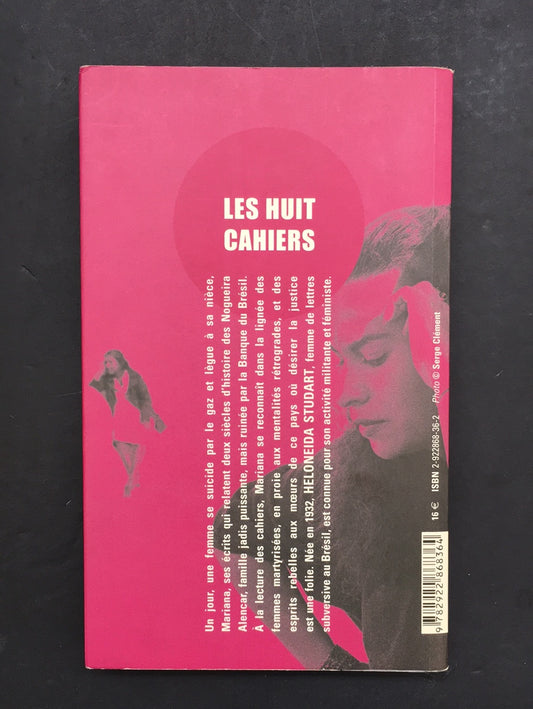 LES HUIT
CAHIERS
Un jour, une femme se suicide par le gaz et lègue à sa nièce,
Mariana, ses écrits qui relatent deux siècles d'histoire des Nogueira
Alencar, famille jadis puissante, mais ruinée par la Banque du Brésil.
À la lecture des cahiers, Mariana se reconnaît dans la lignée des
femmes martyrisées, en proie aux mentalités rétrogrades, et des
esprits rebelles aux mœurs de ce pays où désirer la justice
est une folie. Née en 1932, HELONEIDA STUDART, femme de lettres
subversive au Brésil, est connue pour son activité militante et féministe.
16 € ISBN 2-922868-36-2 Photo © Serge Clément
9 782922 868364